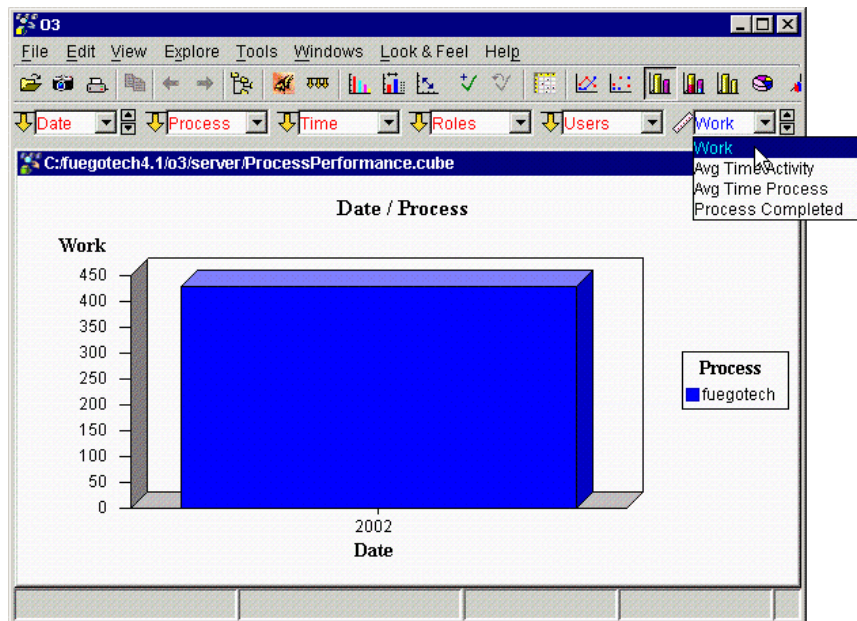 O3
File Edit View Explore Tools Windows Look & Feel Help
Date Process Time Roles Users Work
Work
Avg Time Activity
Avg Time Process
Process Completed
C:/fuegotech4.1/o3/server/ProcessPerformance.cube
Date / Process
Work
450
400
350
300
250
200
150
100
50
0
2002
Date
Process
fuegotech